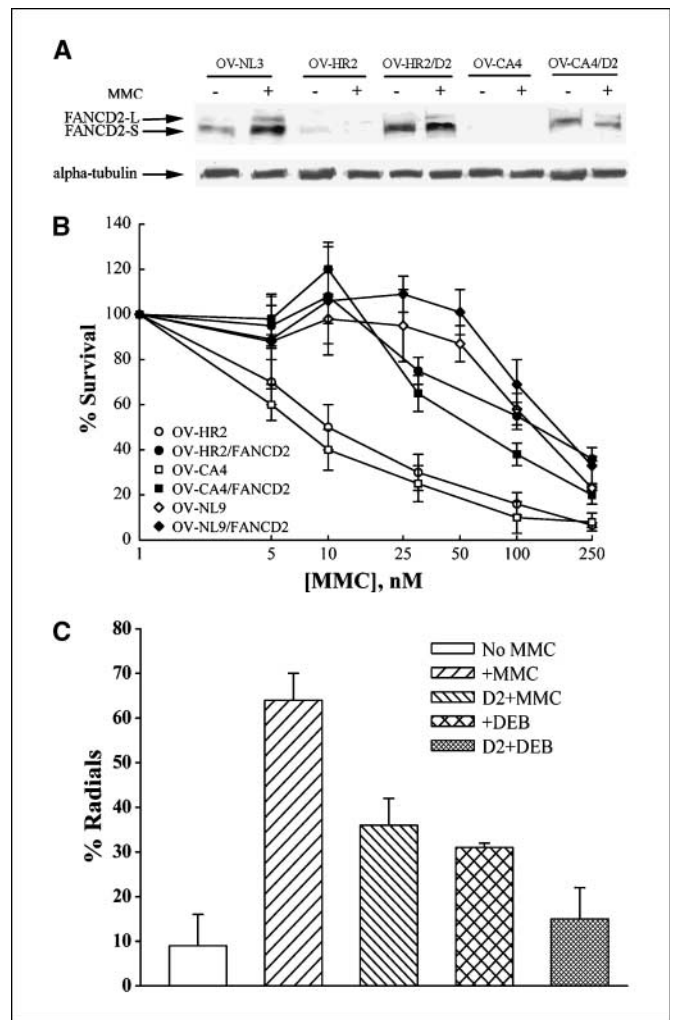 A
OV-NL3 OV-HR2 OV-HR2/D2 OV-CA4 OV-CA4/D2
MMC - + - + - + - + - +
FANCD2-L
FANCD2-S
alpha-tubulin
B
140
120
100
80
60
40
20
0
% Survival
OV-HR2
OV-HR2/FANCD2
OV-CA4
OV-CA4/FANCD2
OV-NL9
OV-NL9/FANCD2
1 5 10 25 50 100 250
[MMC], nM
C
80
70
60
50
40
30
20
10
0
% Radials
No MMC
+MMC
D2+MMC
+DEB
D2+DEB